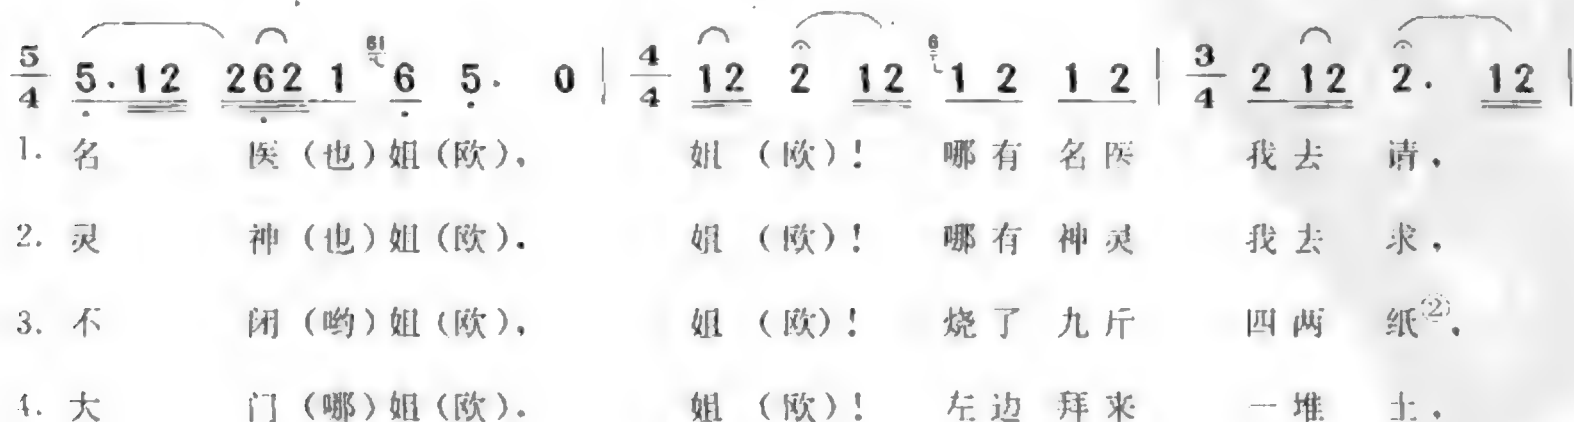 5/4 5. 12 262 1 61 6 5. 0 | 4/4 12 2 12 6 1 2 1 2 | 3/4 2 12 2. 12 |
1. 名 医（也）姐（欧）， 姐（欧）！ 哪有名医 我去请，
2. 灵 神（也）姐（欧）． 姐（欧）！ 哪有神灵 我去求，
3. 不 闭（哟）姐（欧）， 姐（欧）！ 烧了九斤 四两纸②，
4. 大 门（哪）姐（欧）． 姐（欧）！ 左边拜来 一堆土，